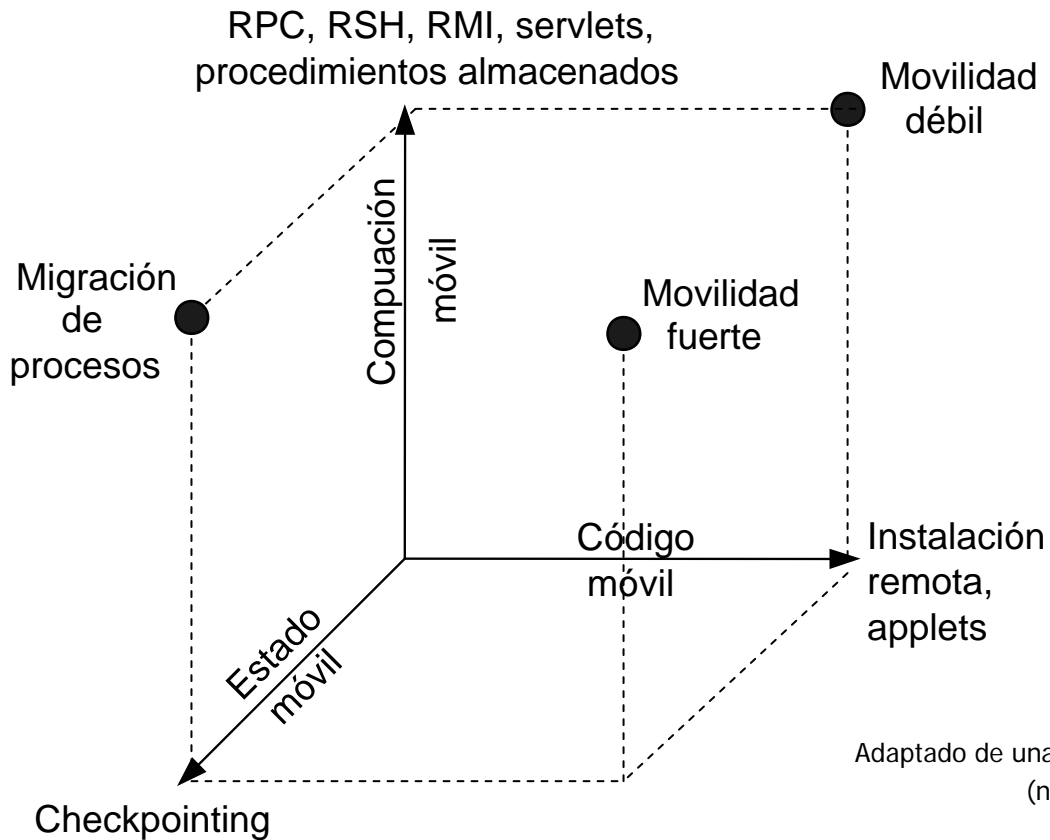 RPC, RSH, RMI, servlets,
procedimientos almacenados
Movilidad
débil
Compuación
móvil
Migración
de
procesos
Movilidad
fuerte
Código
móvil
Instalación
remota,
applets
Estado
móvil
Adaptado de una
(n
Checkpointing